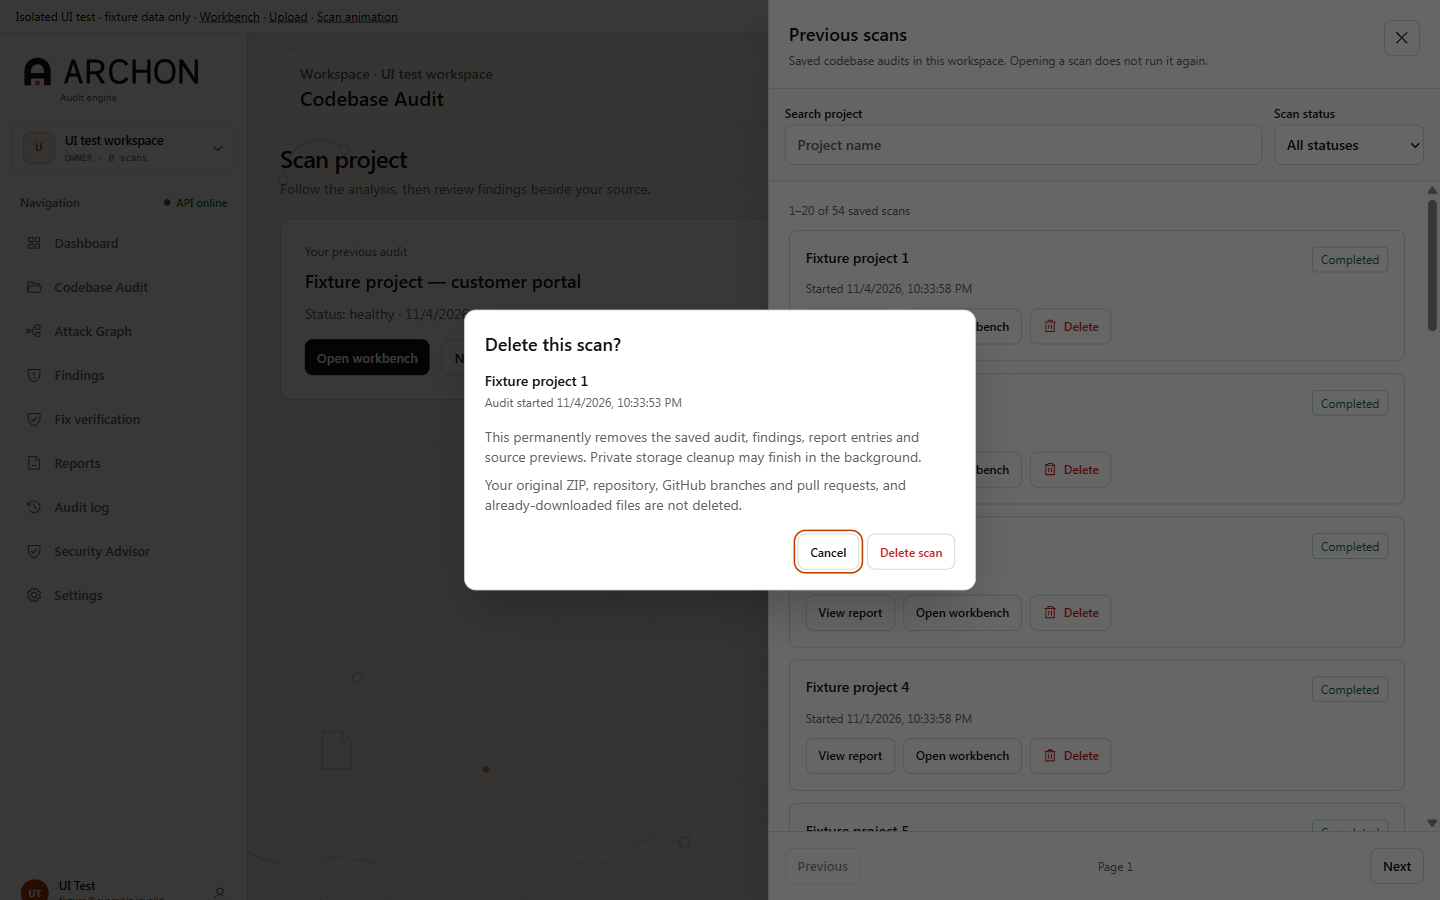 Isolated UI test · fixture data only · Workbench · Upload · Scan animation
ARCHON
Audit engine
U
UI test workspace
OWNER · 0 scans
Navigation
API online
Dashboard
Codebase Audit
Attack Graph
Findings
Fix verification
Reports
Audit log
Security Advisor
Settings
UT
UI Test
Workspace · UI test workspace
Codebase Audit
Scan project
Follow the analysis, then review findings beside your source.
Your previous audit
Fixture project — customer portal
Status: healthy · 11/4/2026
Open workbench
N
Previous scans
Saved codebase audits in this workspace. Opening a scan does not run it again.
Search project
Project name
Scan status
All statuses
1–20 of 54 saved scans
Fixture project 1
Completed
Started 11/4/2026, 10:33:58 PM
bench
Delete
Completed
bench
Delete
Completed
View report
Open workbench
Delete
Fixture project 4
Completed
Started 11/1/2026, 10:33:58 PM
View report
Open workbench
Delete
Fixture project 5
Previous
Page 1
Next
Delete this scan?
Fixture project 1
Audit started 11/4/2026, 10:33:53 PM
This permanently removes the saved audit, findings, report entries and
source previews. Private storage cleanup may finish in the background.
Your original ZIP, repository, GitHub branches and pull requests, and
already-downloaded files are not deleted.
Cancel
Delete scan